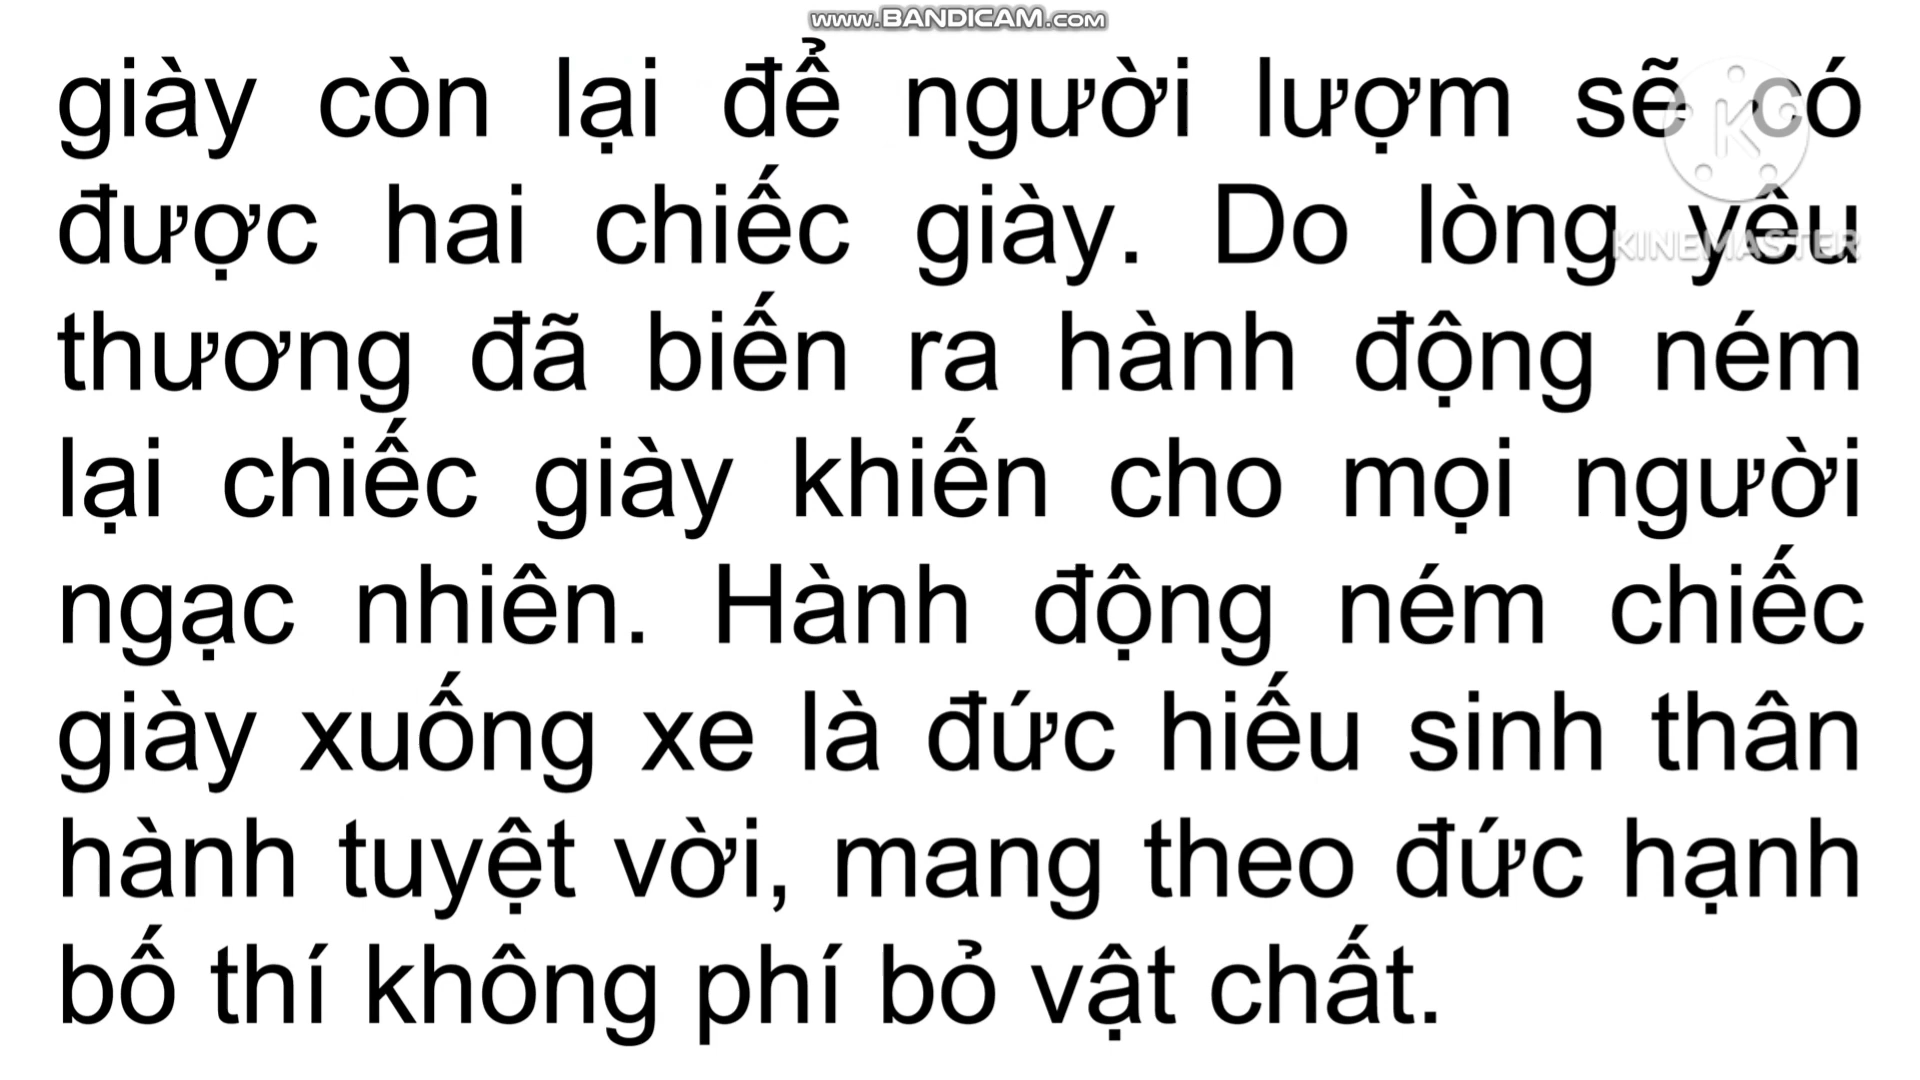 www.BANDICAM.com
giày còn lại để người lượm sẽ có
được hai chiếc giày. Do lòng yêu
KINEMASTER
thương đã biến ra hành động ném
lại chiếc giày khiến cho mọi người
ngạc nhiên. Hành động ném chiếc
giày xuống xe là đức hiếu sinh thân
hành tuyệt vời, mang theo đức hạnh
bố thí không phí bỏ vật chất.